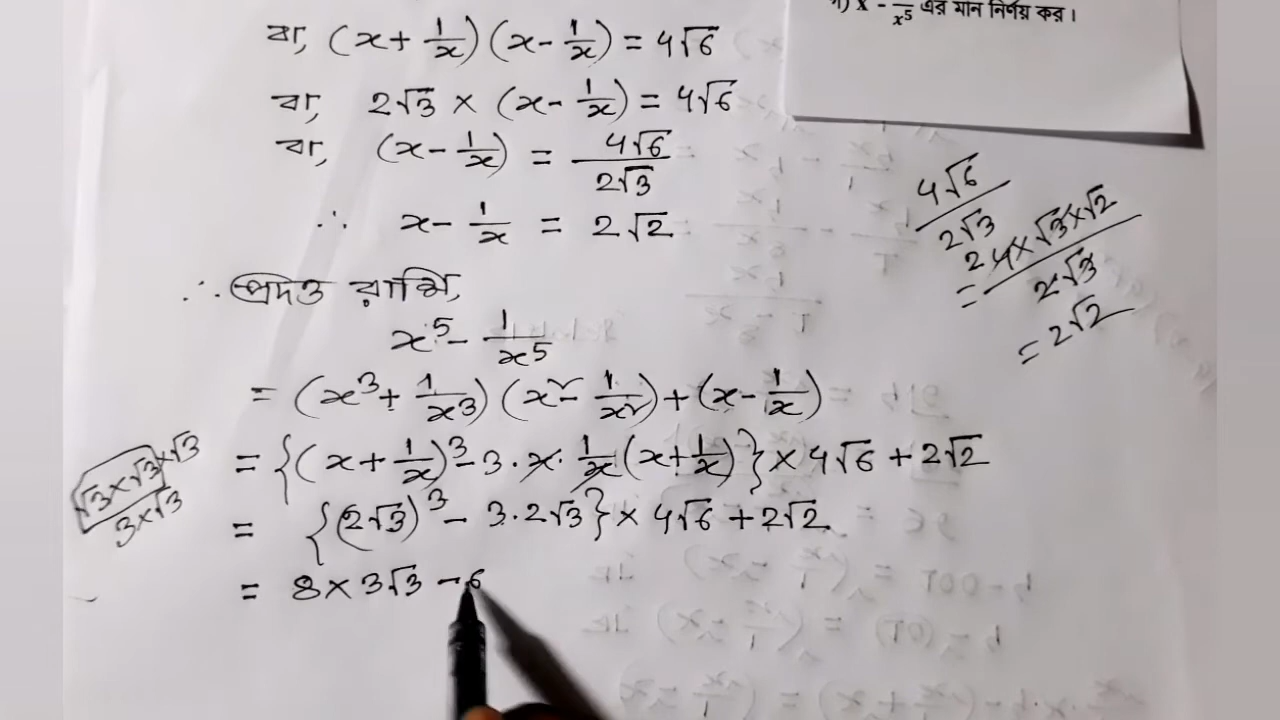 গ) x - 1/x⁵ এর মান নির্ণয় কর।
বা, (x + 1/x) (x - 1/x) = 4√6
বা, 2√3 × (x - 1/x) = 4√6
বা, (x - 1/x) = 4√6/2√3
∴ x - 1/x = 2√2
4√6/2√3
= 2 4×√3×√2/2√3
= 2√2
∴ প্রদত্ত রাশি,
x⁵ - 1/x⁵
= (x³ + 1/x³) (x² - 1/x²) + (x - 1/x)
= {(x + 1/x)³ - 3·x·1/x (x + 1/x)} × 4√6 + 2√2
√3×√3×√3
3×√3
= {(2√3)³ - 3·2√3} × 4√6 + 2√2
= 8 × 3√3 - 6